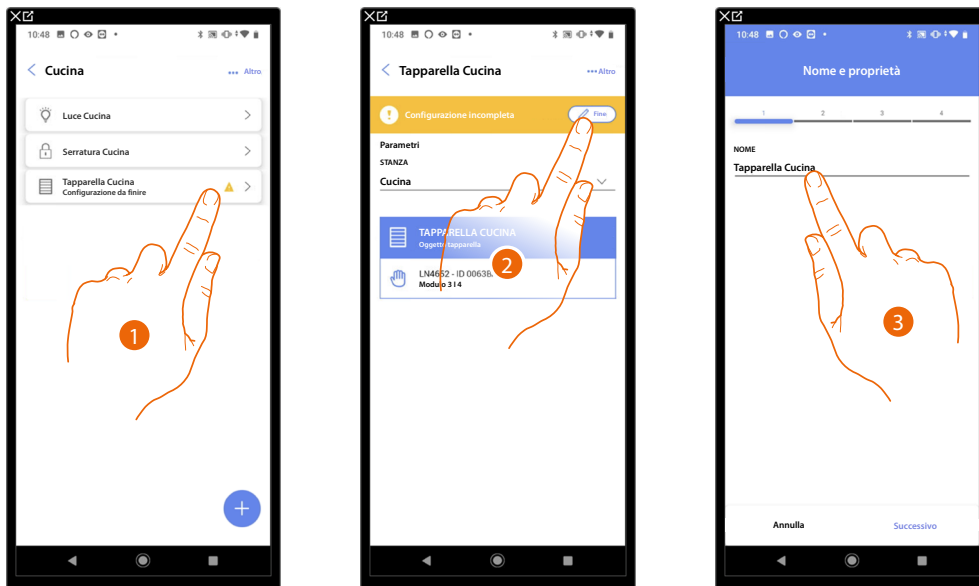 10:48
Cucina
Altro
Luce Cucina
Serratura Cucina
Tapparella Cucina
Configurazione da finire
1
10:48
Tapparella Cucina
Altro
Configurazione incompleta
Fine
Parametri
STANZA
Cucina
TAPPARELLA CUCINA
Oggetto tapparella
LN4662 - ID 00638
Modulo 3 I 4
2
10:48
Nome e proprietà
1 2 3 4
NOME
Tapparella Cucina
3
Annulla Successivo